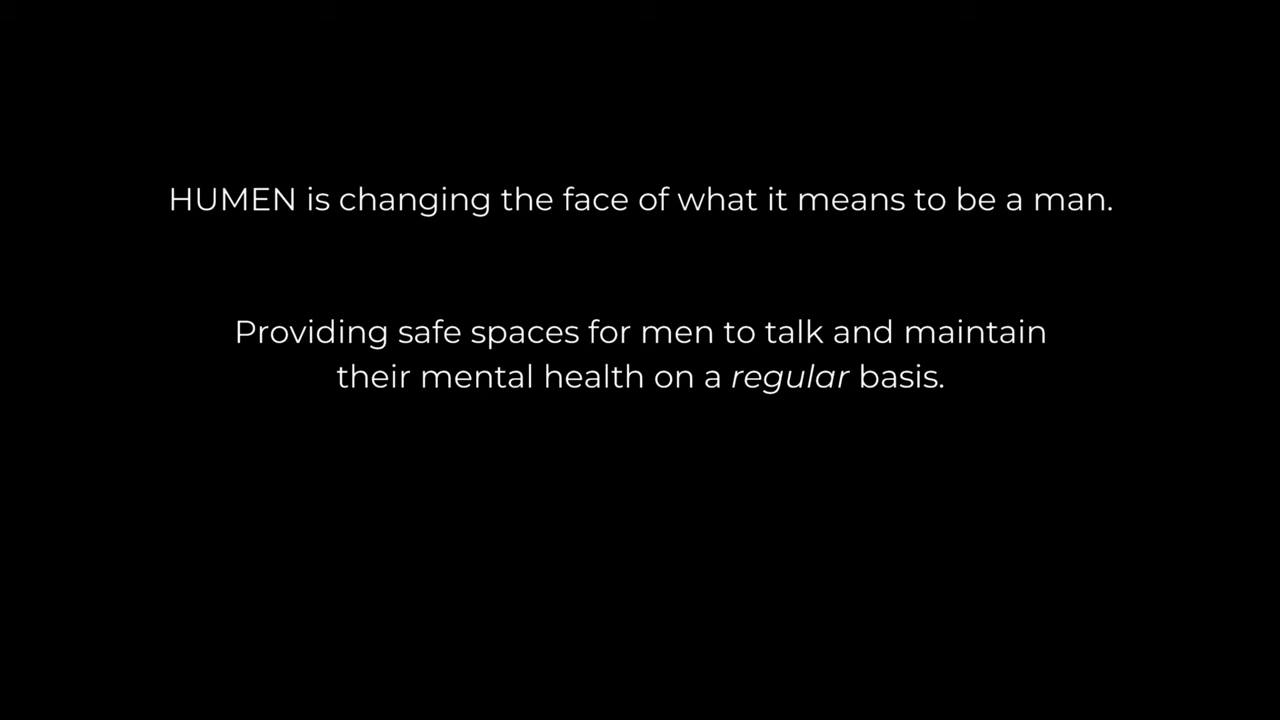 HUMEN is changing the face of what it means to be a man.
Providing safe spaces for men to talk and maintain
their mental health on a regular basis.